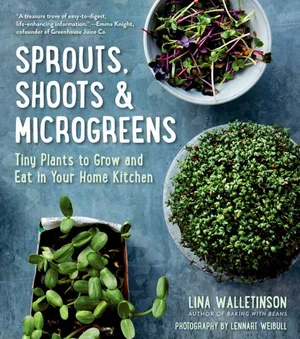 "A treasure trove of easy-to-digest,
life-enhancing information."—Emma Knight,
cofounder of Greenhouse Juice Co.
SPROUTS,
SHOOTS &
MICROGREENS
Tiny Plants to Grow and
Eat in Your Home Kitchen
LINA WALLETINSON
AUTHOR OF BAKING WITH BEANS
PHOTOGRAPHY BY LENNART WEIBULL